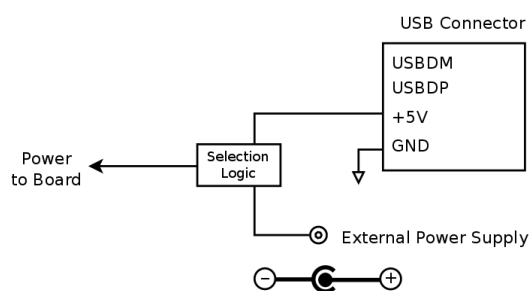 USB Connector
USBDM
USBDP
+5V
GND
Selection
Logic
Power
to Board
External Power Supply
− +